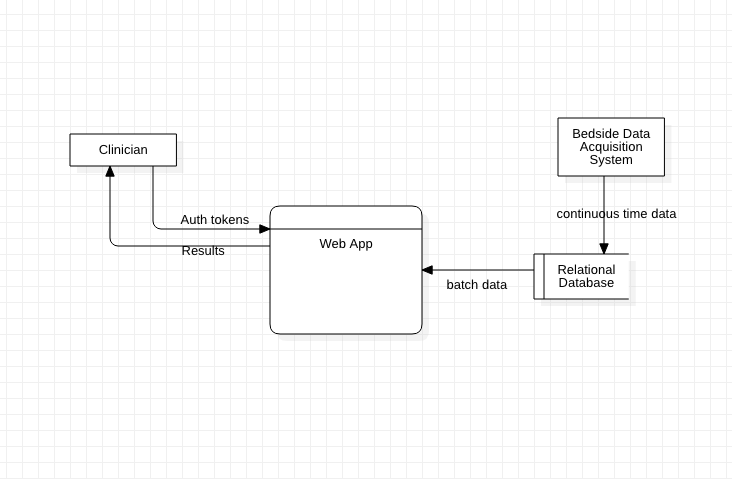 Clinician
Bedside Data
Acquisition
System
Auth tokens
continuous time data
Web App
Results
Relational
Database
batch data